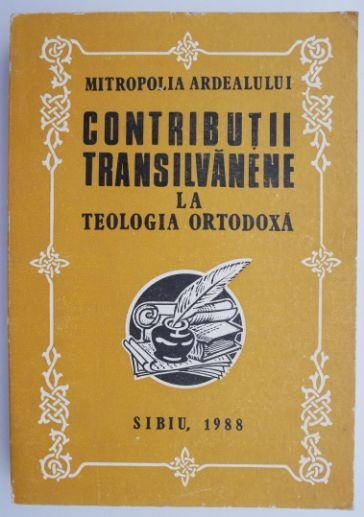 MITROPOLIA ARDEALULUI
CONTRIBUȚII
TRANSILVĂNENE
LA
TEOLOGIA ORTODOXĂ
SIBIU, 1988